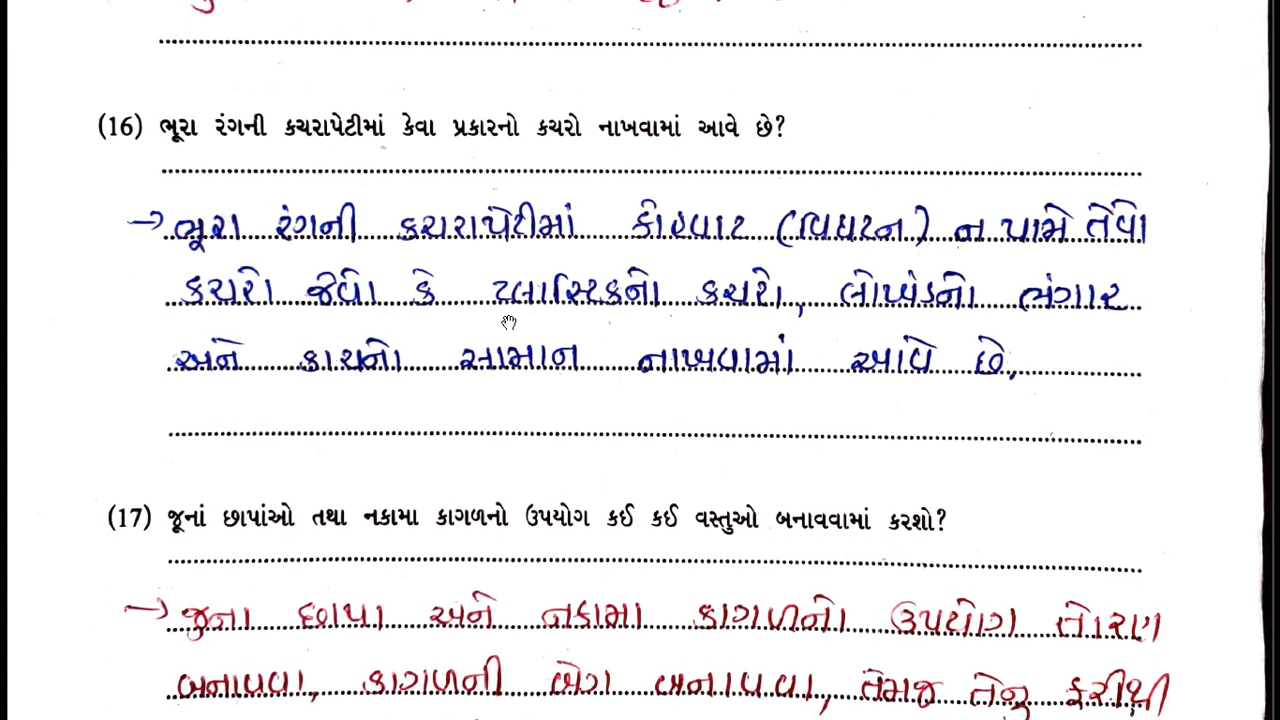 (16) ભૂરા રંગની કચરાપેટીમાં કેવા પ્રકારનો કચરો નાખવામાં આવે છે?
→ ભૂરા રંગની કચરાપેટીમાં કોહવાટ (વિઘટન) ન પામે તેવો
કચરો જેવો કે પ્લાસ્ટિકનો કચરો, લોખંડનો ભંગાર
અને કાચનો સામાન નાખવામાં આવે છે.
(17) જૂનાં છાપાંઓ તથા નકામા કાગળનો ઉપયોગ કઈ કઈ વસ્તુઓ બનાવવામાં કરશો?
→ જુના છાપા અને નકામા કાગળનો ઉપયોગ તોરણ
બનાવવા, કાગળની બેગ બનાવવા, તેમજ તેનુ ફરીથી